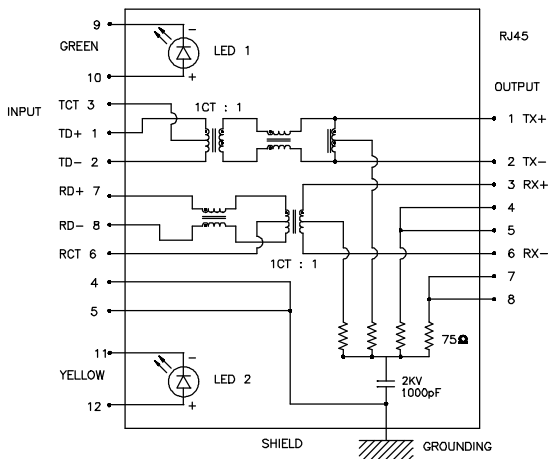 9
GREEN
10
LED 1
RJ45
INPUT
OUTPUT
TCT 3
TD+ 1
TD- 2
1CT : 1
1 TX+
2 TX-
RD+ 7
RD- 8
RCT 6
1CT : 1
3 RX+
4
5
6 RX-
7
8
4
5
75Ω
11
YELLOW
12
LED 2
2KV
1000pF
SHIELD
GROUNDING